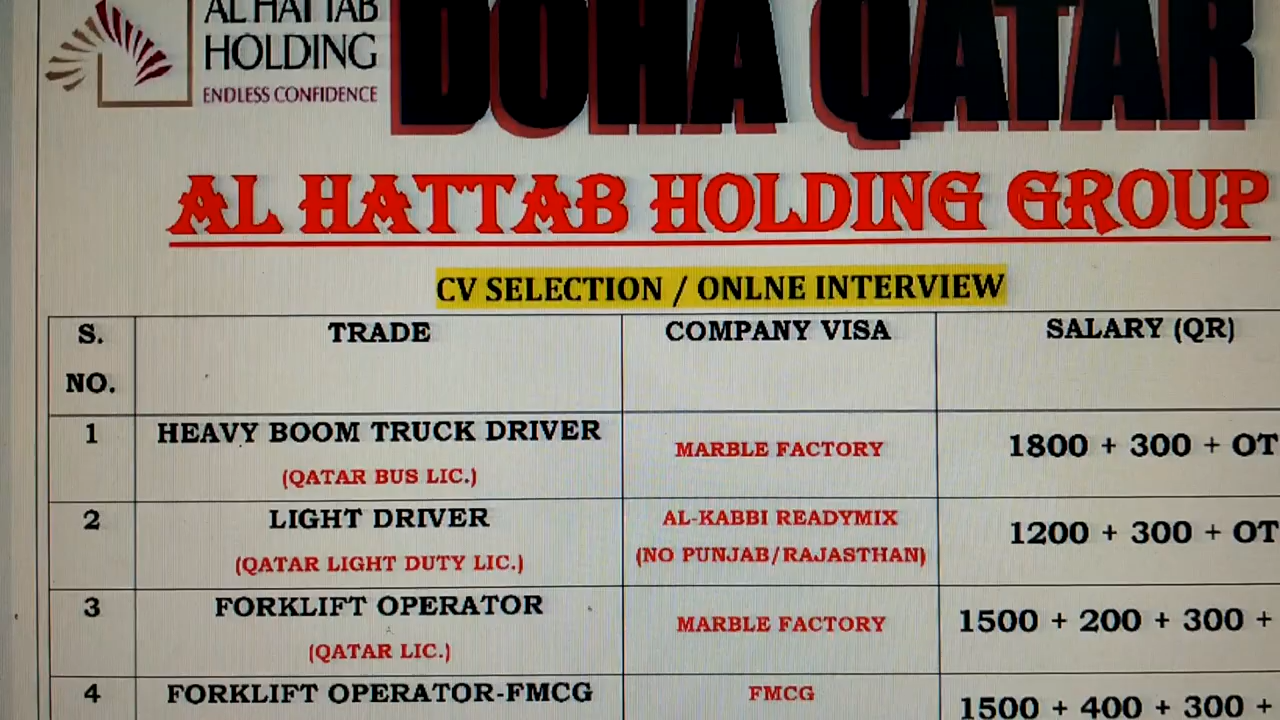 AL HATTAB
HOLDING
ENDLESS CONFIDENCE
DOHA QATAR
AL HATTAB HOLDING GROUP
CV SELECTION / ONLNE INTERVIEW
S. NO. TRADE COMPANY VISA SALARY (QR)
1 HEAVY BOOM TRUCK DRIVER MARBLE FACTORY 1800 + 300 + OT
(QATAR BUS LIC.)
2 LIGHT DRIVER AL-KABBI READYMIX 1200 + 300 + OT
(QATAR LIGHT DUTY LIC.) (NO PUNJAB/RAJASTHAN)
3 FORKLIFT OPERATOR MARBLE FACTORY 1500 + 200 + 300 +
(QATAR LIC.)
4 FORKLIFT OPERATOR-FMCG FMCG 1500 + 400 + 300 +